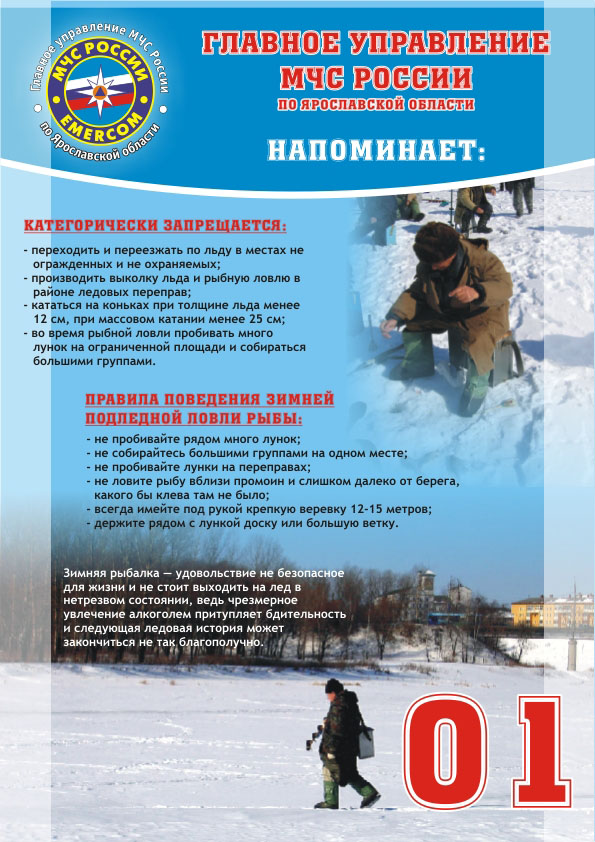 Главное управление МЧС России
МЧС РОССИИ
EMERCOM
по Ярославской области
ГЛАВНОЕ УПРАВЛЕНИЕ
МЧС РОССИИ
ПО ЯРОСЛАВСКОЙ ОБЛАСТИ
НАПОМИНАЕТ:
КАТЕГОРИЧЕСКИ ЗАПРЕЩАЕТСЯ:
- переходить и переезжать по льду в местах не
огражденных и не охраняемых;
- производить выколку льда и рыбную ловлю в
районе ледовых переправ;
- кататься на коньках при толщине льда менее
12 см, при массовом катании менее 25 см;
- во время рыбной ловли пробивать много
лунок на ограниченной площади и собираться
большими группами.
ПРАВИЛА ПОВЕДЕНИЯ ЗИМНЕЙ
ПОДЛЕДНОЙ ЛОВЛИ РЫБЫ:
- не пробивайте рядом много лунок;
- не собирайтесь большими группами на одном месте;
- не пробивайте лунки на переправах;
- не ловите рыбу вблизи промоин и слишком далеко от берега,
какого бы клева там не было;
- всегда имейте под рукой крепкую веревку 12-15 метров;
- держите рядом с лункой доску или большую ветку.
Зимняя рыбалка — удовольствие не безопасное
для жизни и не стоит выходить на лед в
нетрезвом состоянии, ведь чрезмерное
увлечение алкоголем притупляет бдительность
и следующая ледовая история может
закончиться не так благополучно.
01